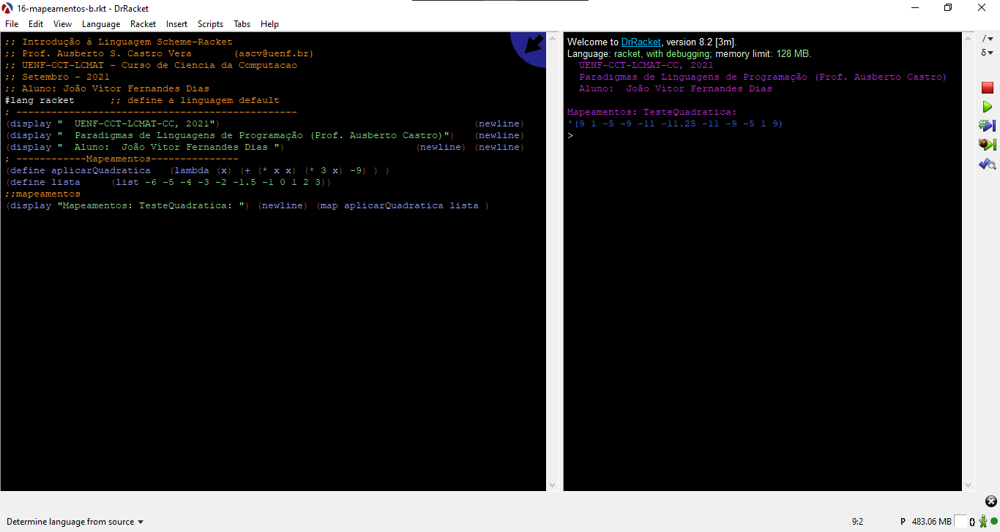 16-mapeamentos-b.rkt - DrRacket
File Edit View Language Racket Insert Scripts Tabs Help
;; Introdução à Linguagem Scheme-Racket
;; Prof. Ausberto S. Castro Vera       (ascv@uenf.br)
;; UENF-CCT-LCMAT - Curso de Ciencia da Computacao
;; Setembro - 2021
;; Aluno: João Vítor Fernandes Dias
#lang racket      ;; define a linguagem default
; ------------------------------------------------
(display "  UENF-CCT-LCMAT-CC, 2021")                                            (newline)
(display "  Paradigmas de Linguagens de Programação (Prof. Ausberto Castro)")    (newline)
(display "  Aluno:  João Vítor Fernandes Dias ")                       (newline) (newline)
; ------------Mapeamentos---------------
(define aplicarQuadratica   (lambda (x) (+ (* x x) (* 3 x) -9) ) )
(define lista     (list -6 -5 -4 -3 -2 -1.5 -1 0 1 2 3))
;;mapeamentos
(display "Mapeamentos: TesteQuadratica: ") (newline) (map aplicarQuadratica lista )
Welcome to DrRacket, version 8.2 [3m].
Language: racket, with debugging; memory limit: 128 MB.
  UENF-CCT-LCMAT-CC, 2021
  Paradigmas de Linguagens de Programação (Prof. Ausberto Castro)
  Aluno:  João Vítor Fernandes Dias
Mapeamentos: TesteQuadratica:
'(9 1 -5 -9 -11 -11.25 -11 -9 -5 1 9)
>
/
δ
Determine language from source
9:2
P 483.06 MB